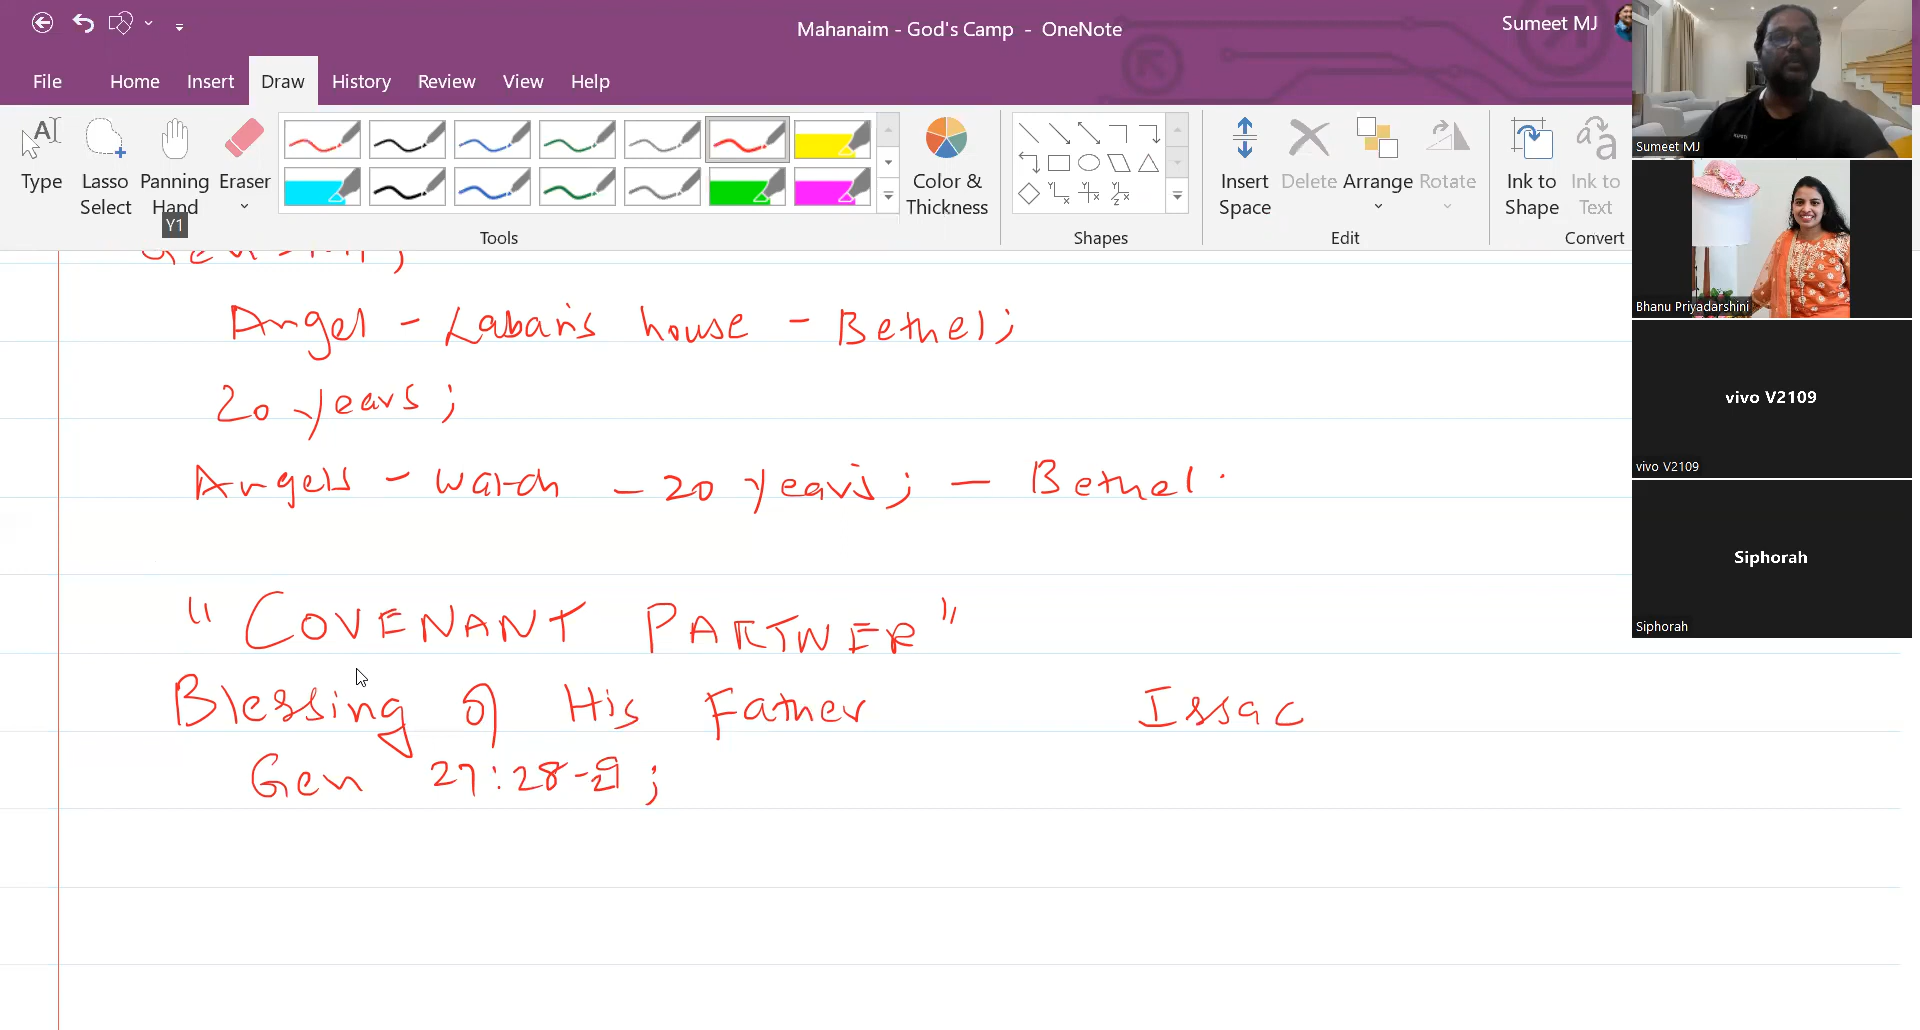 Mahanaim - God's Camp - OneNote
Sumeet MJ
File Home Insert Draw History Review View Help
Type
Lasso Select
Panning Hand
Y1
Eraser
Tools
Color & Thickness
Shapes
Insert Space
Delete
Arrange
Rotate
Edit
Ink to Shape
Ink to Text
Convert
Angel - Laban's house - Bethel;
20 years;
Angels - watch - 20 years; - Bethel.
"COVENANT PARTNER"
Blessing of His Father Issac
Gen 27:28-29;
Sumeet MJ
Bhanu Priyadarshini
vivo V2109
vivo V2109
Siphorah
Siphorah